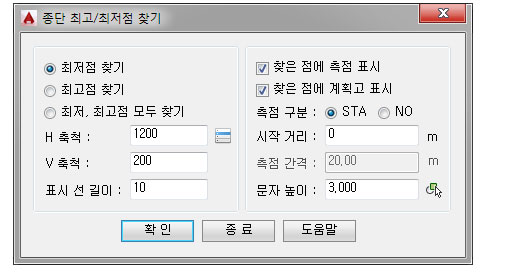 종단 최고/최저점 찾기
최저점 찾기
최고점 찾기
최저, 최고점 모두 찾기
H 축척 : 1200
V 축척 : 200
표시 선 길이 : 10
찾은 점에 측점 표시
찾은 점에 계획고 표시
측점 구분 : STA NO
시작 거리 : 0 m
측점 간격 : 20,00 m
문자 높이 : 3,000
확 인 종 료 도움말